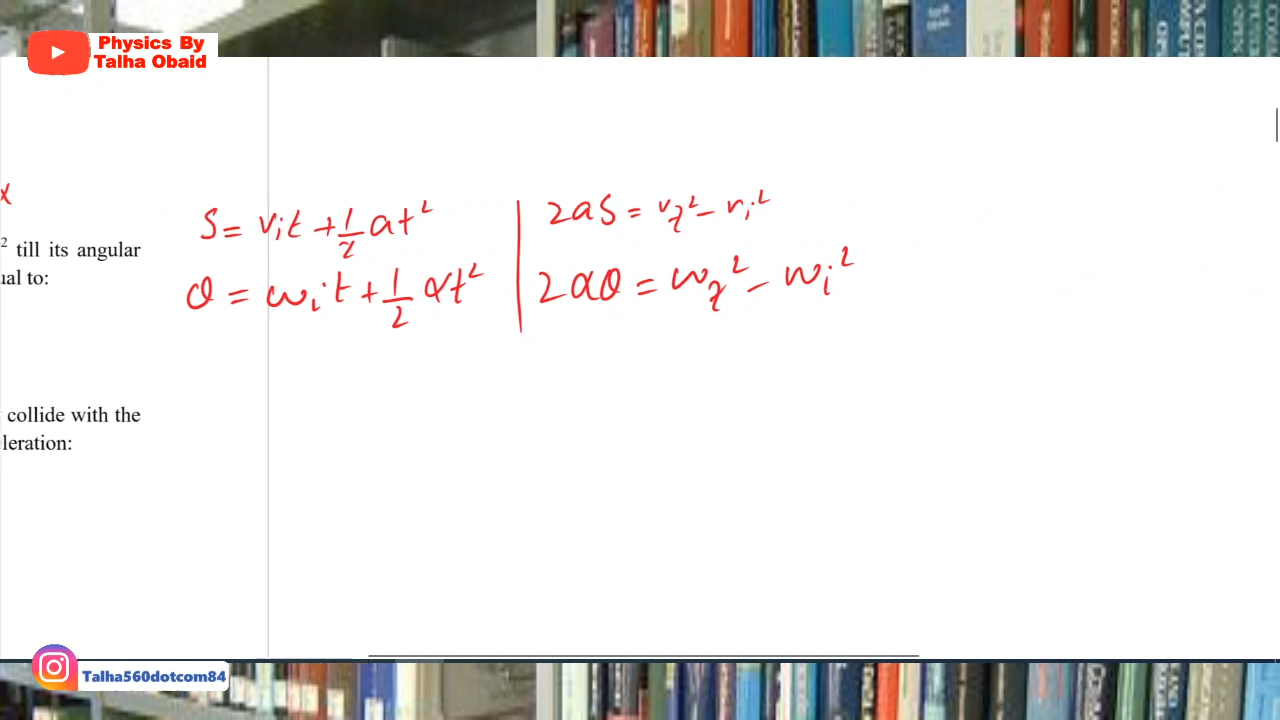 Physics By
Talha Obaid
x
S = vit + 1/2 at²
2aS = vf² - vi²
² till its angular
ual to:
θ = ωit + 1/2 αt²
2αθ = ωf² - ωi²
collide with the
leration:
Talha560dotcom84